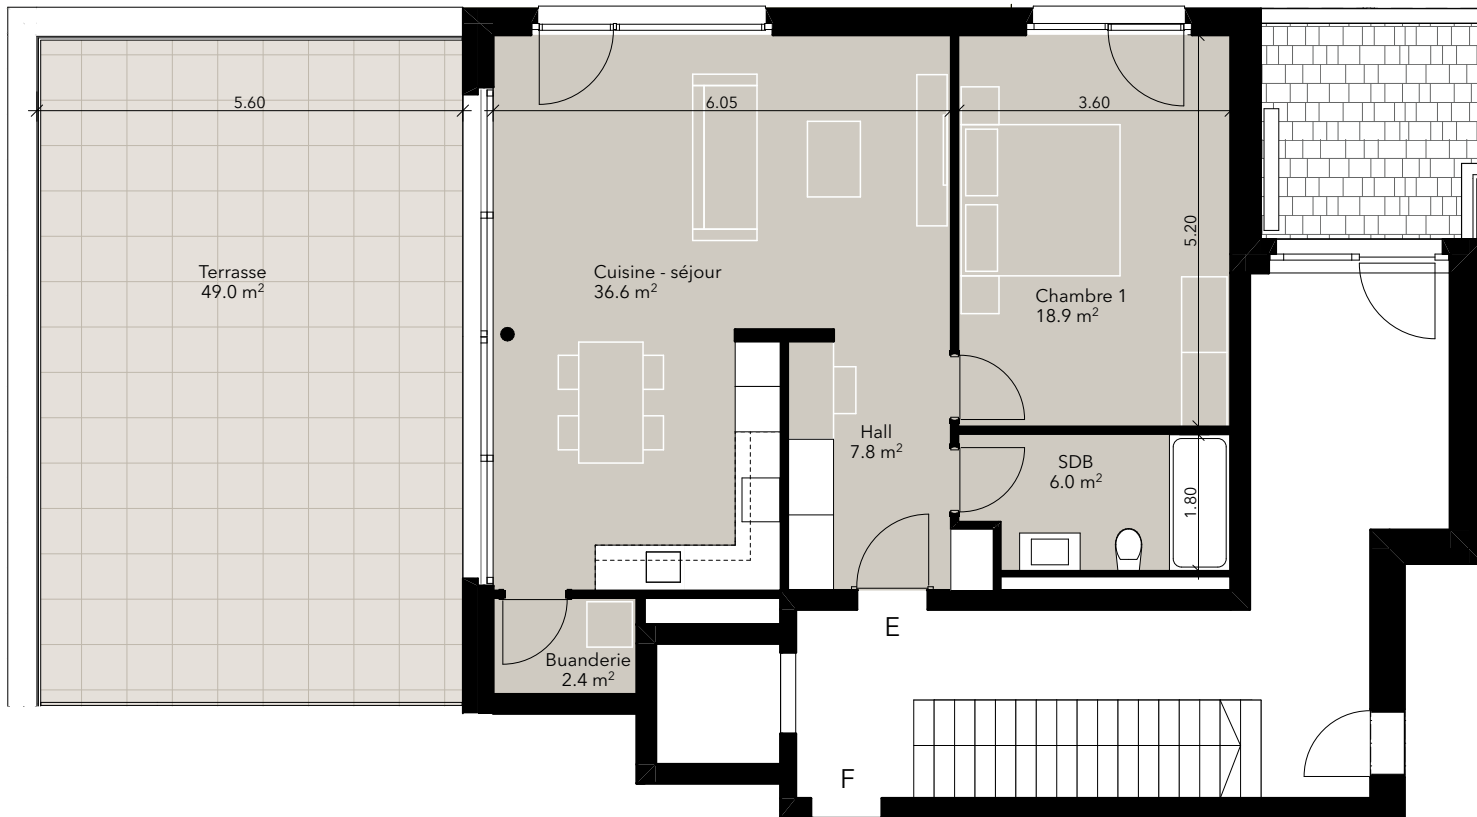 5.60
6.05
3.60
5.20
Terrasse
49.0 m²
Cuisine - séjour
36.6 m²
Chambre 1
18.9 m²
Hall
7.8 m²
SDB
6.0 m²
1.80
E
Buanderie
2.4 m²
F